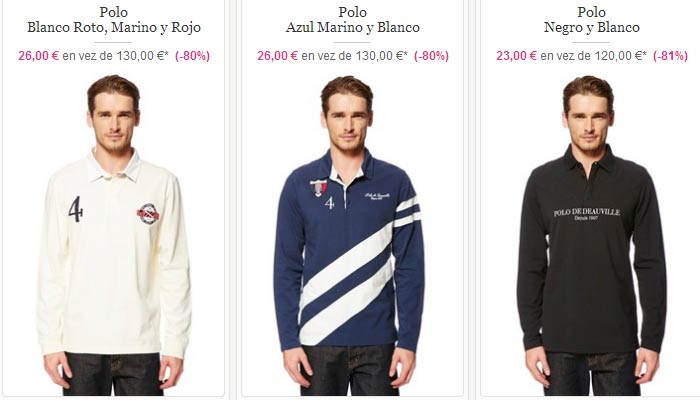 Polo
Blanco Roto, Marino y Rojo
26,00 € en vez de 130,00 €* (-80%)
4
Polo
Azul Marino y Blanco
26,00 € en vez de 130,00 €* (-80%)
4
Polo
Negro y Blanco
23,00 € en vez de 120,00 €* (-81%)
POLO DE DEAUVILLE
Depuis 1907